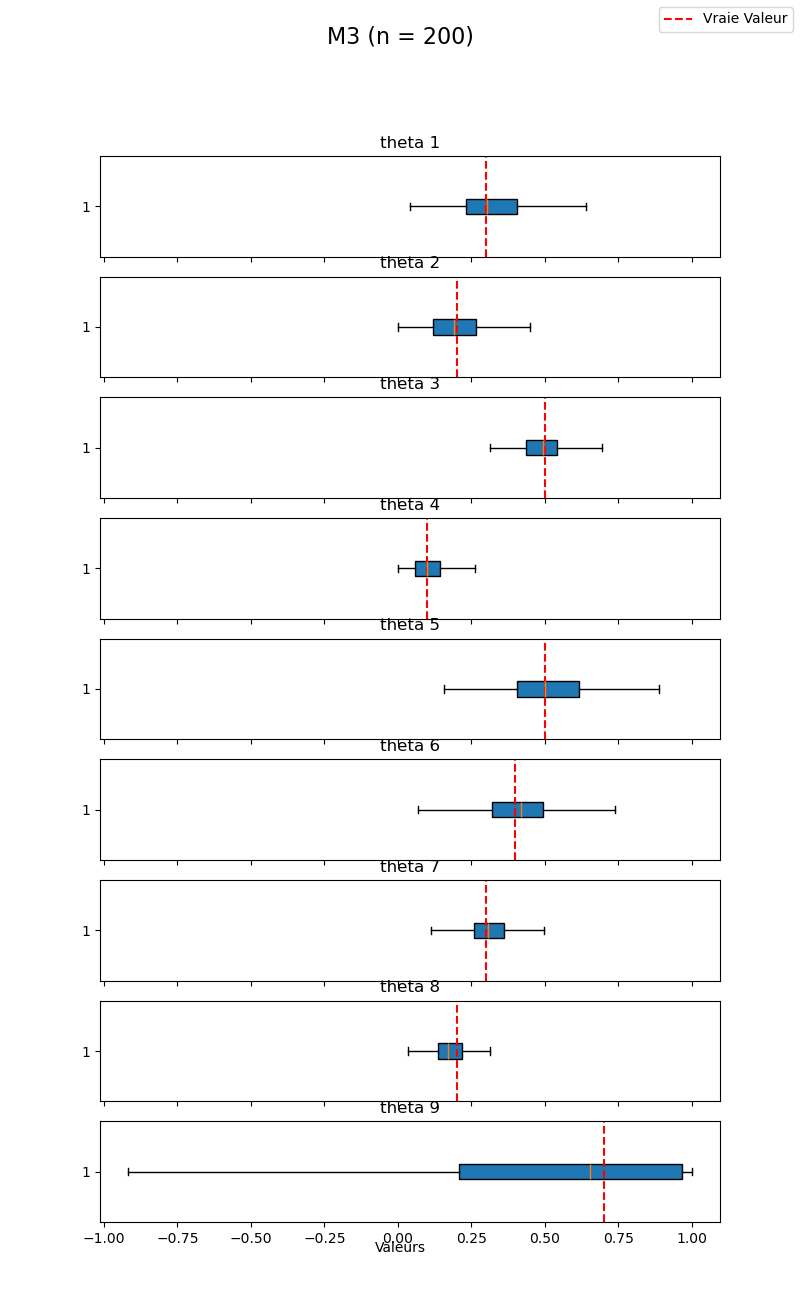 Vraie Valeur
M3 (n = 200)
theta 1
1
theta 2
1
theta 3
1
theta 4
1
theta 5
1
theta 6
1
theta 7
1
theta 8
1
theta 9
1
−1.00 −0.75 −0.50 −0.25 0.00 0.25 0.50 0.75 1.00
Valeurs